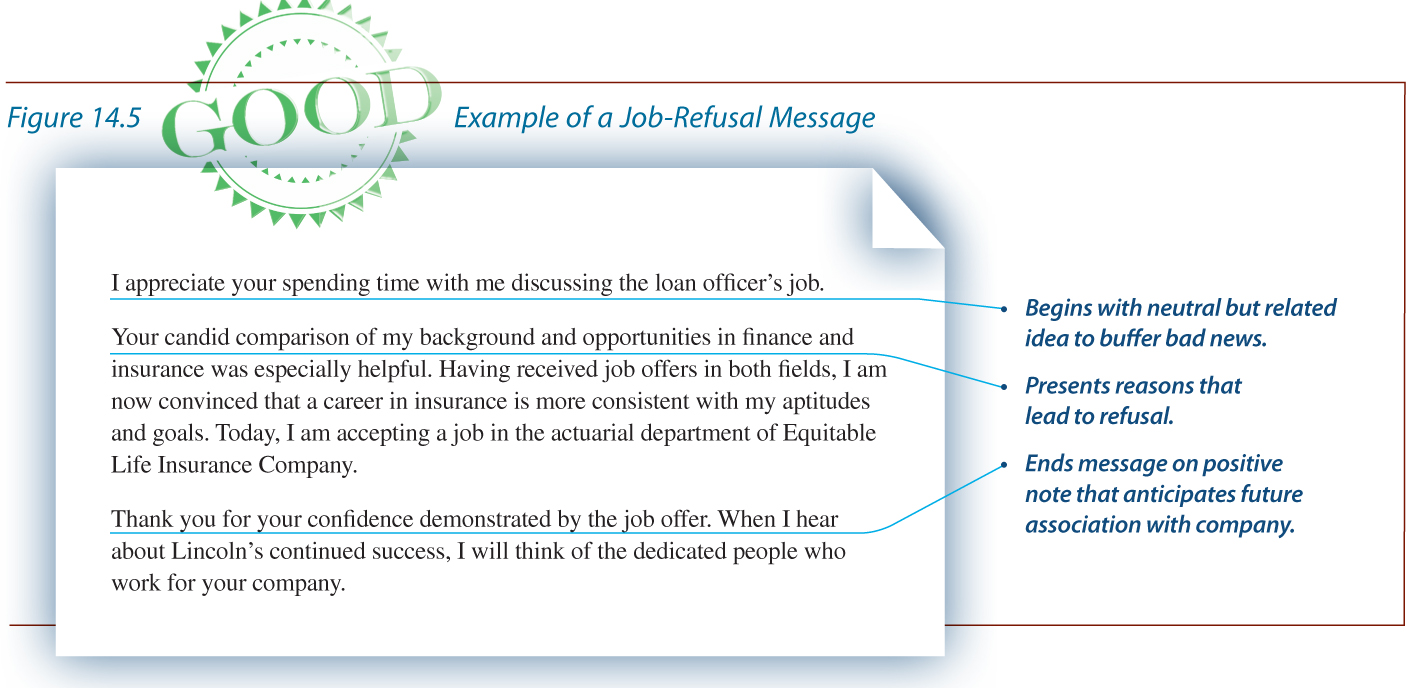 GOOD
Figure 14.5 Example of a Job-Refusal Message
I appreciate your spending time with me discussing the loan officer’s job.
Your candid comparison of my background and opportunities in finance and
insurance was especially helpful. Having received job offers in both fields, I am
now convinced that a career in insurance is more consistent with my aptitudes
and goals. Today, I am accepting a job in the actuarial department of Equitable
Life Insurance Company.
Thank you for your confidence demonstrated by the job offer. When I hear
about Lincoln’s continued success, I will think of the dedicated people who
work for your company.
Begins with neutral but related
idea to buffer bad news.
Presents reasons that
lead to refusal.
Ends message on positive
note that anticipates future
association with company.